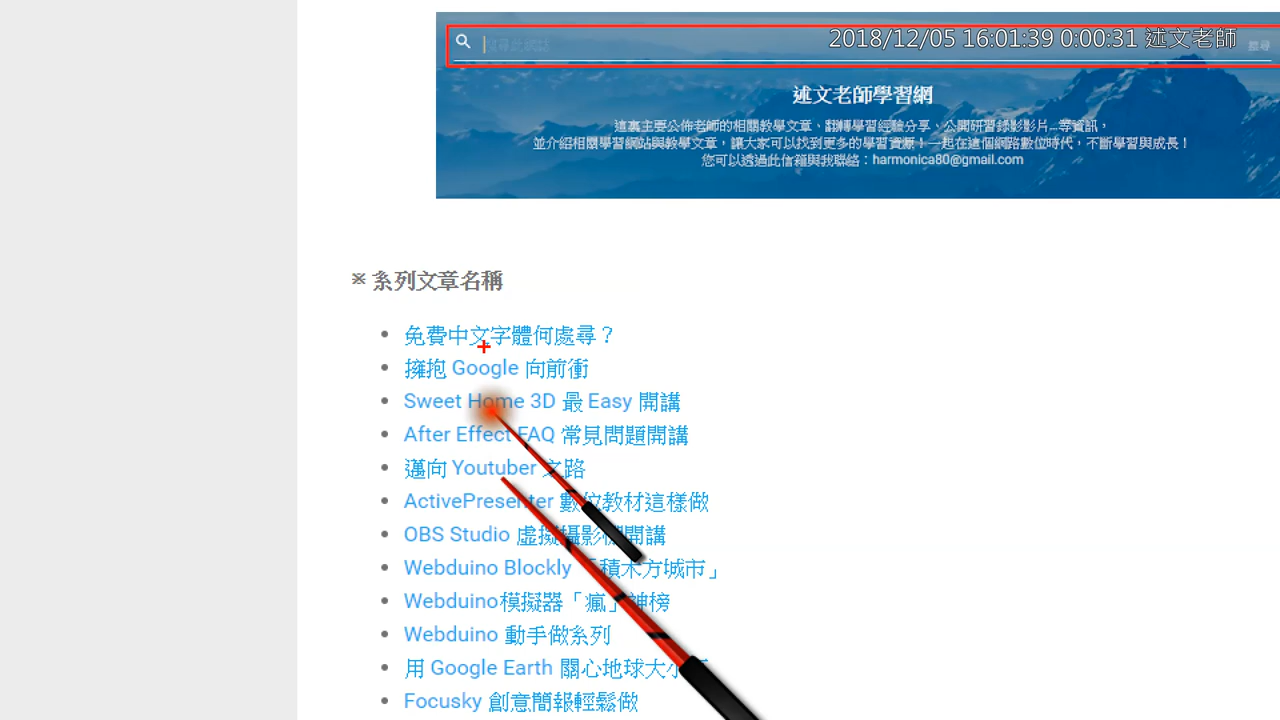 搜尋此網誌
2018/12/05 16:01:39 0:00:31 述文老師
搜尋
述文老師學習網
這裏主要公佈老師的相關教學文章、翻轉學習經驗分享、公開研習錄影影片...等資訊，
並介紹相關學習網站與教學文章，讓大家可以找到更多的學習資源！一起在這個網路數位時代，不斷學習與成長！
您可以透過此信箱與我聯絡：harmonica80@gmail.com
※ 系列文章名稱
免費中文字體何處尋？
擁抱 Google 向前衝
Sweet Home 3D 最 Easy 開講
After Effect FAQ 常見問題開講
邁向 Youtuber 之路
ActivePresenter 數位教材這樣做
OBS Studio 虛擬攝影機開講
Webduino Blockly 「積木方城市」
Webduino模擬器「瘋」神榜
Webduino 動手做系列
用 Google Earth 關心地球大小
Focusky 創意簡報輕鬆做